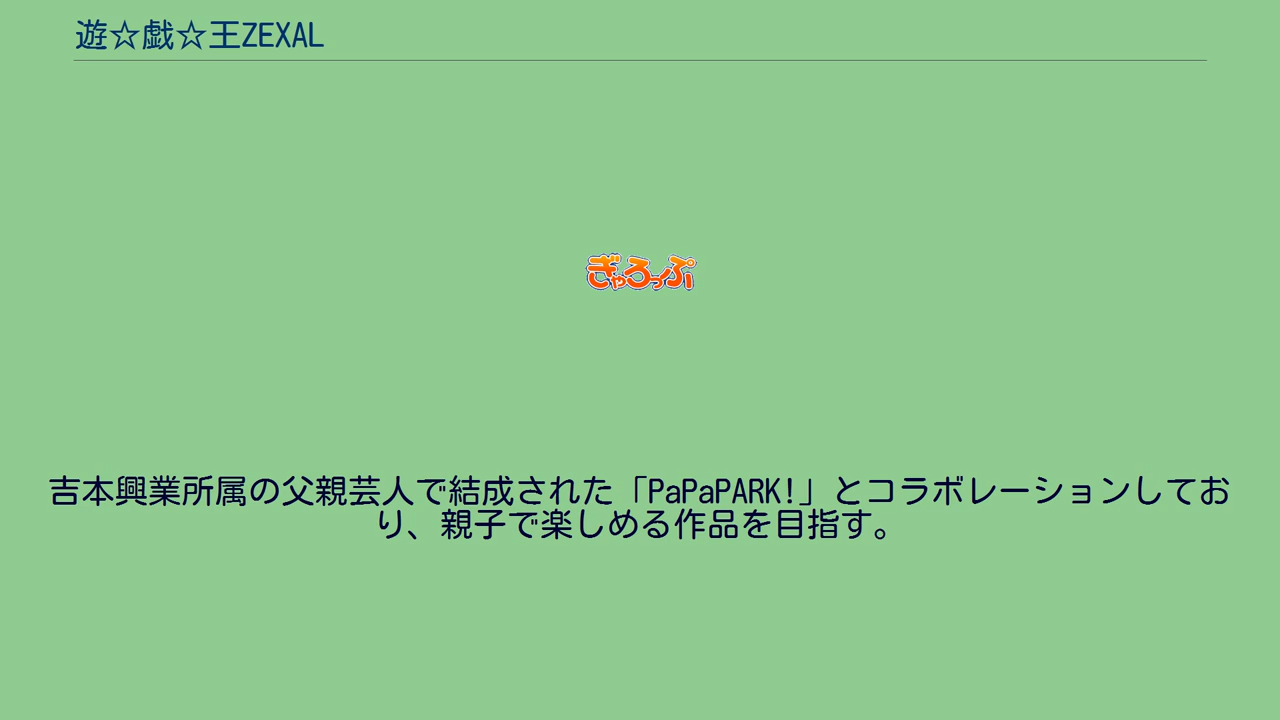 遊☆戯☆王ZEXAL
ぎゃろっぷ
吉本興業所属の父親芸人で結成された「PaPaPARK!」とコラボレーションしてお
り、親子で楽しめる作品を目指す。